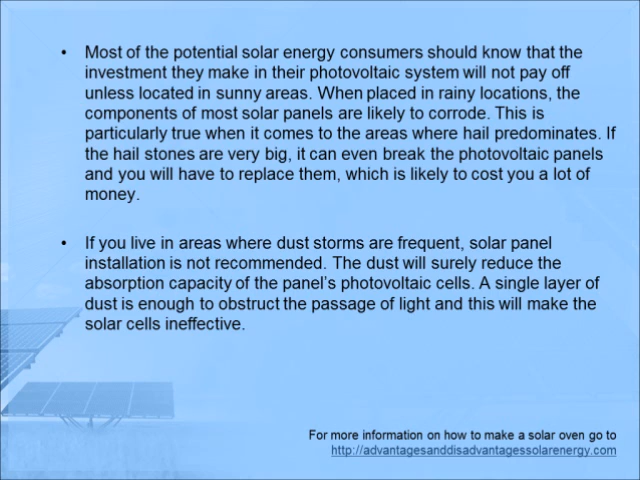 • Most of the potential solar energy consumers should know that the
investment they make in their photovoltaic system will not pay off
unless located in sunny areas. When placed in rainy locations, the
components of most solar panels are likely to corrode. This is
particularly true when it comes to the areas where hail predominates. If
the hail stones are very big, it can even break the photovoltaic panels
and you will have to replace them, which is likely to cost you a lot of
money.
• If you live in areas where dust storms are frequent, solar panel
installation is not recommended. The dust will surely reduce the
absorption capacity of the panel's photovoltaic cells. A single layer of
dust is enough to obstruct the passage of light and this will make the
solar cells ineffective.
For more information on how to make a solar oven go to
http://advantagesanddisadvantagessolarenergy.com